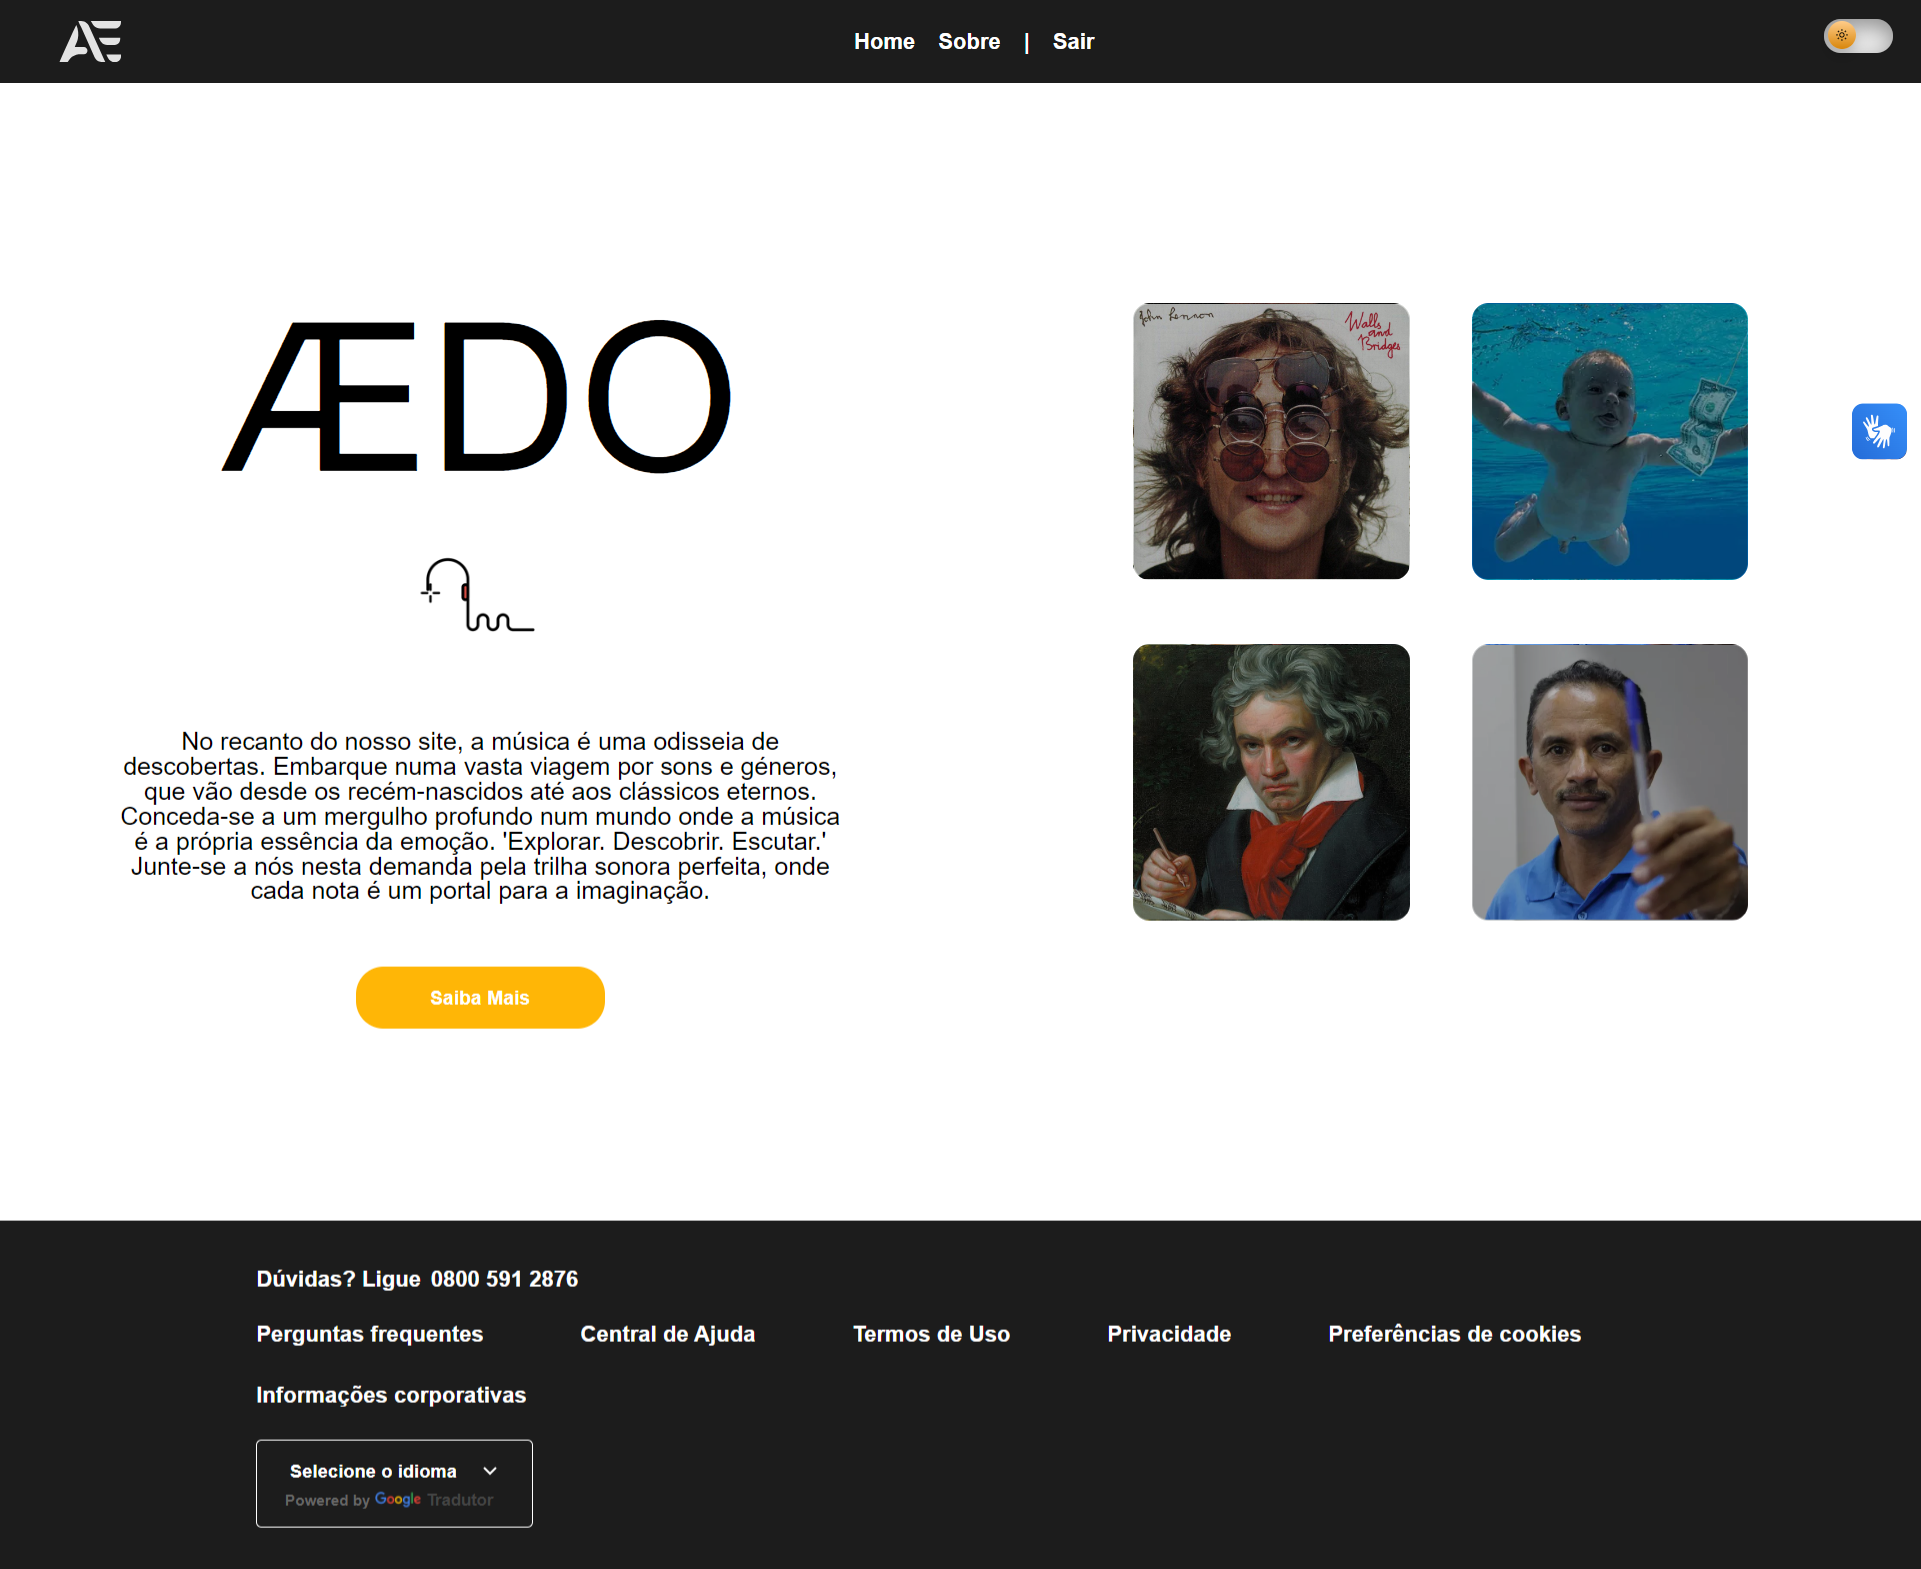 Æ
Home Sobre | Sair
ÆDO
John Lennon
Walls
and
Bridges
No recanto do nosso site, a música é uma odisseia de
descobertas. Embarque numa vasta viagem por sons e géneros,
que vão desde os recém-nascidos até aos clássicos eternos.
Conceda-se a um mergulho profundo num mundo onde a música
é a própria essência da emoção. 'Explorar. Descobrir. Escutar.'
Junte-se a nós nesta demanda pela trilha sonora perfeita, onde
cada nota é um portal para a imaginação.
Saiba Mais
Dúvidas? Ligue 0800 591 2876
Perguntas frequentes Central de Ajuda Termos de Uso Privacidade Preferências de cookies
Informações corporativas
Selecione o idioma
Powered by Google Tradutor